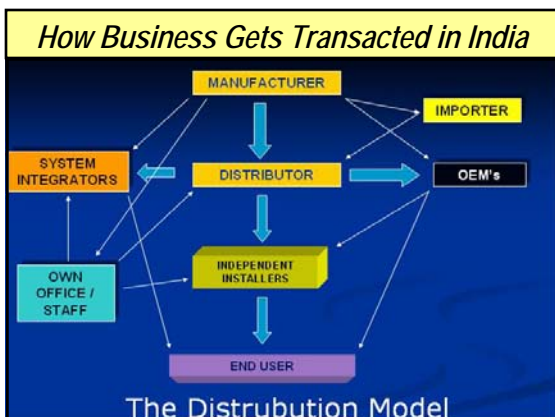 How Business Gets Transacted in India
MANUFACTURER
IMPORTER
SYSTEM
INTEGRATORS
DISTRIBUTOR
OEM's
OWN
OFFICE /
STAFF
INDEPENDENT
INSTALLERS
END USER
The Distrubution Model